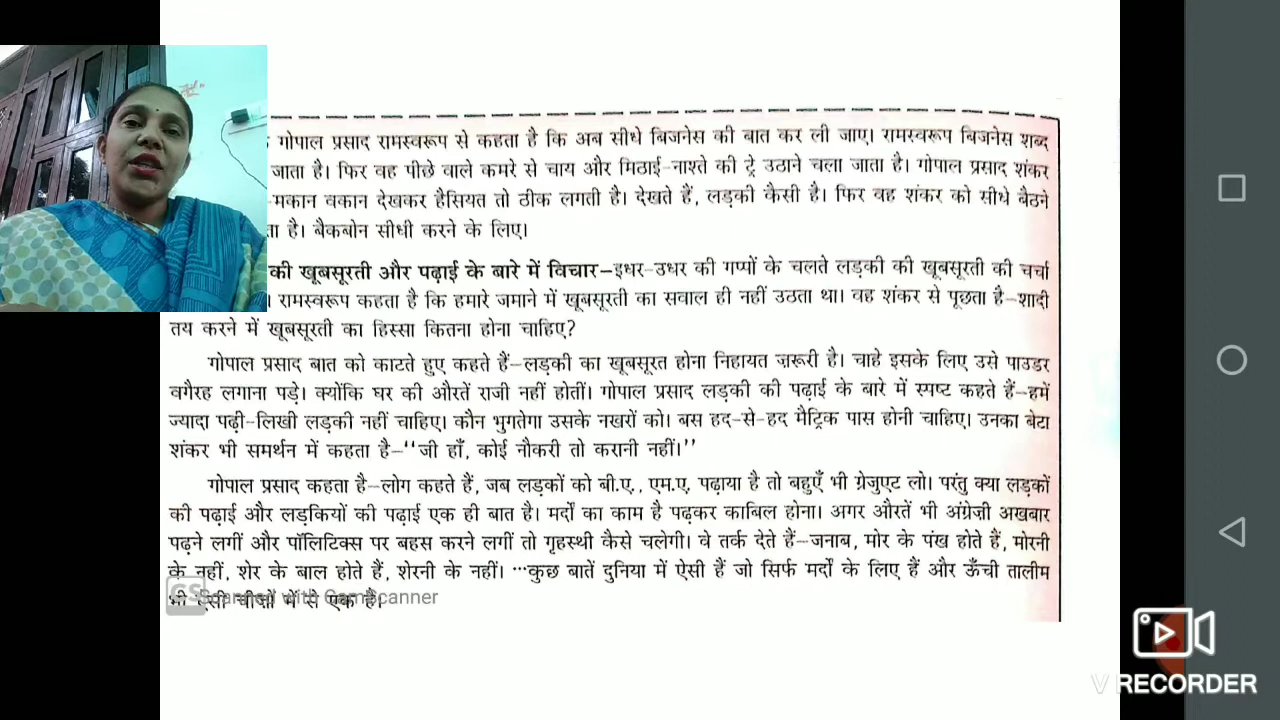 गोपाल प्रसाद रामस्वरूप से कहता है कि अब सीधे बिजनेस की बात कर ली जाए। रामस्वरूप बिजनेस शब्द
जाता है। फिर वह पीछे वाले कमरे से चाय और मिठाई-नाश्ते की ट्रे उठाने चला जाता है। गोपाल प्रसाद शंकर
-मकान वकान देखकर हैसियत तो ठीक लगती है। देखते हैं, लड़की कैसी है। फिर वह शंकर को सीधे बैठने
ता है। बैकबोन सीधी करने के लिए।
की खूबसूरती और पढ़ाई के बारे में विचार–इधर-उधर की गप्पों के चलते लड़की की खूबसूरती की चर्चा
। रामस्वरूप कहता है कि हमारे जमाने में खूबसूरती का सवाल ही नहीं उठता था। वह शंकर से पूछता है–शादी
तय करने में खूबसूरती का हिस्सा कितना होना चाहिए?
गोपाल प्रसाद बात को काटते हुए कहते हैं–लड़की का खूबसूरत होना निहायत ज़रूरी है। चाहे इसके लिए उसे पाउडर
वगैरह लगाना पड़े। क्योंकि घर की औरतें राजी नहीं होतीं। गोपाल प्रसाद लड़की की पढ़ाई के बारे में स्पष्ट कहते हैं–हमें
ज्यादा पढ़ी-लिखी लड़की नहीं चाहिए। कौन भुगतेगा उसके नखरों को। बस हद-से-हद मैट्रिक पास होनी चाहिए। उनका बेटा
शंकर भी समर्थन में कहता है–‘‘जी हाँ, कोई नौकरी तो करानी नहीं।’’
गोपाल प्रसाद कहता है–लोग कहते हैं, जब लड़कों को बी.ए., एम.ए. पढ़ाया है तो बहुएँ भी ग्रेजुएट लो। परंतु क्या लड़कों
की पढ़ाई और लड़कियों की पढ़ाई एक ही बात है। मर्दों का काम है पढ़कर काबिल होना। अगर औरतें भी अंग्रेज़ी अखबार
पढ़ने लगीं और पॉलिटिक्स पर बहस करने लगीं तो गृहस्थी कैसे चलेगी। वे तर्क देते हैं–जनाब, मोर के पंख होते हैं, मोरनी
के नहीं, शेर के बाल होते हैं, शेरनी के नहीं। ···कुछ बातें दुनिया में ऐसी हैं जो सिर्फ मर्दों के लिए हैं और ऊँची तालीम
भी ऐसी चीज़ों में से एक है।
CS Scanned with CamScanner
V RECORDER